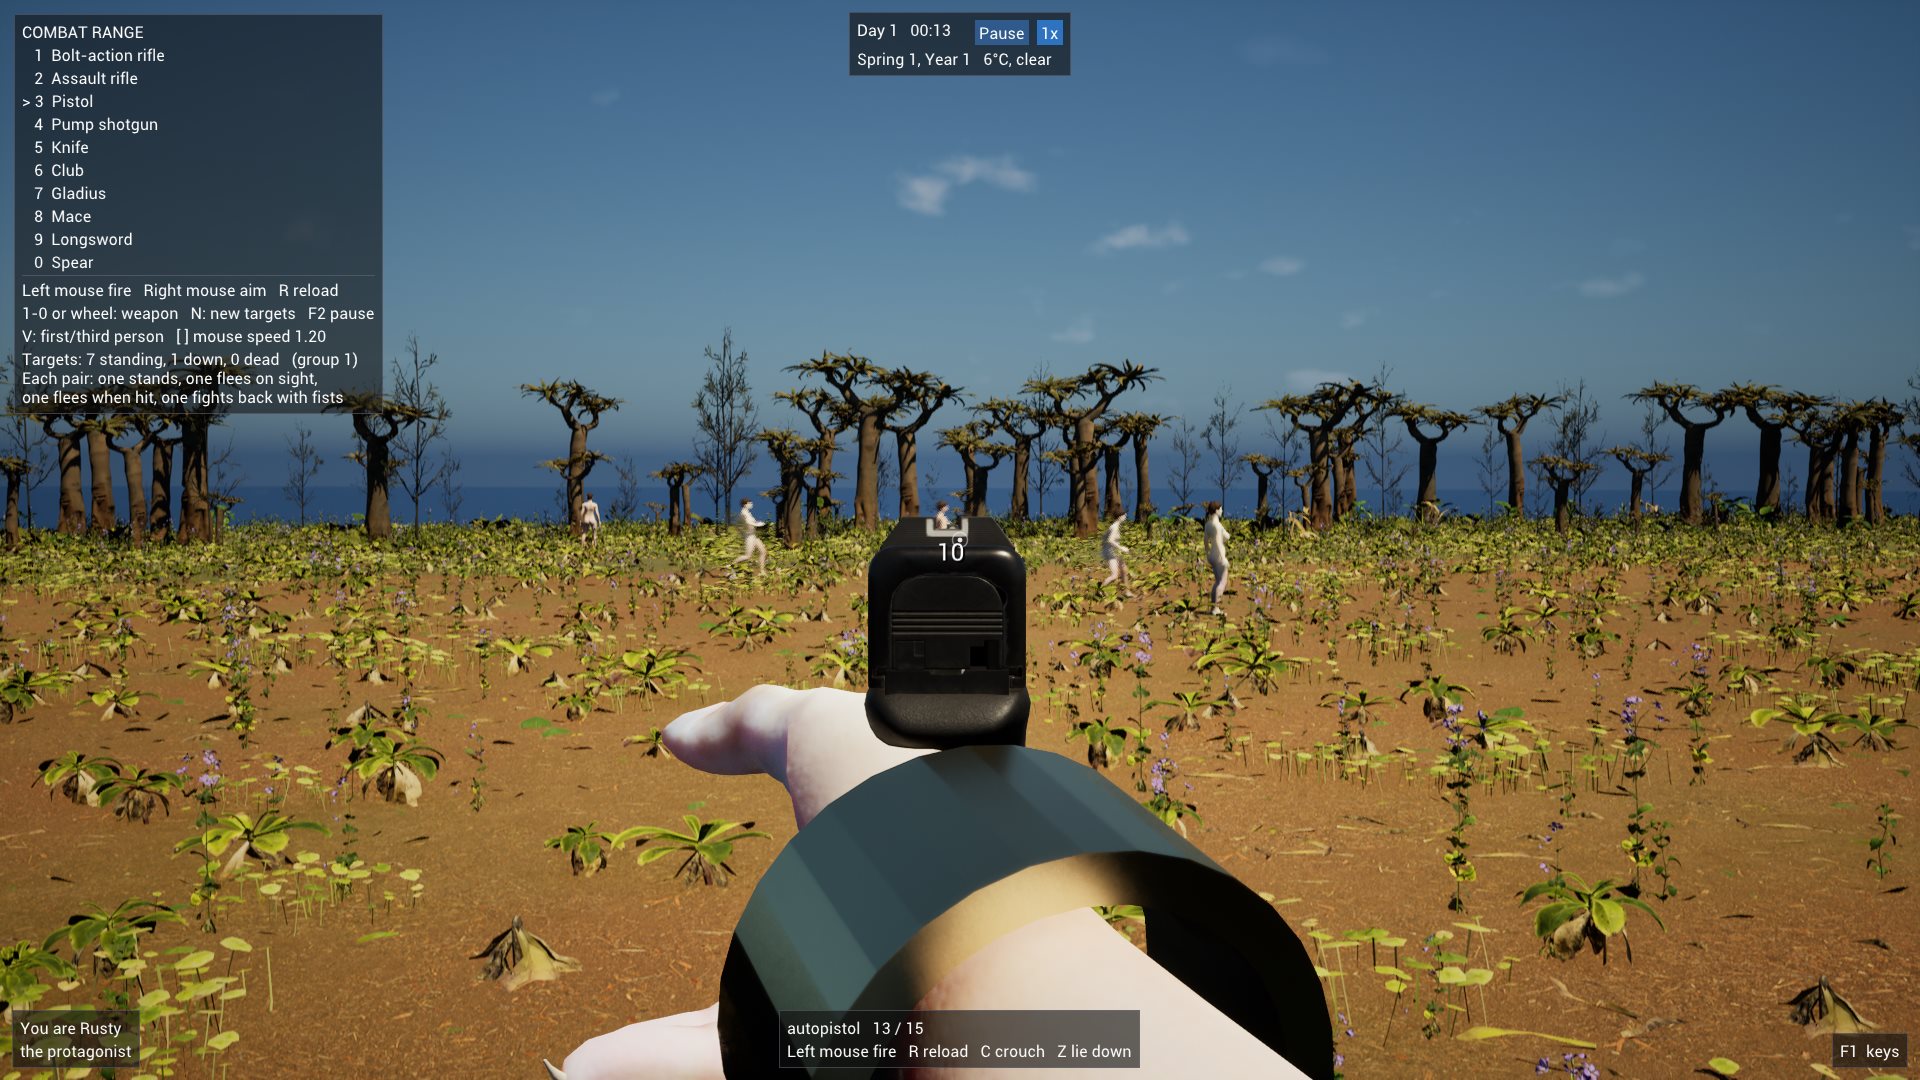 COMBAT RANGE
1 Bolt-action rifle
2 Assault rifle
> 3 Pistol
4 Pump shotgun
5 Knife
6 Club
7 Gladius
8 Mace
9 Longsword
0 Spear
Left mouse fire Right mouse aim R reload
1-0 or wheel: weapon N: new targets F2 pause
V: first/third person [ ] mouse speed 1.20
Targets: 7 standing, 1 down, 0 dead (group 1)
Each pair: one stands, one flees on sight,
one flees when hit, one fights back with fists
Day 1 00:13 Pause 1x
Spring 1, Year 1 6°C, clear
10
You are Rusty
the protagonist
autopistol 13 / 15
Left mouse fire R reload C crouch Z lie down
F1 keys